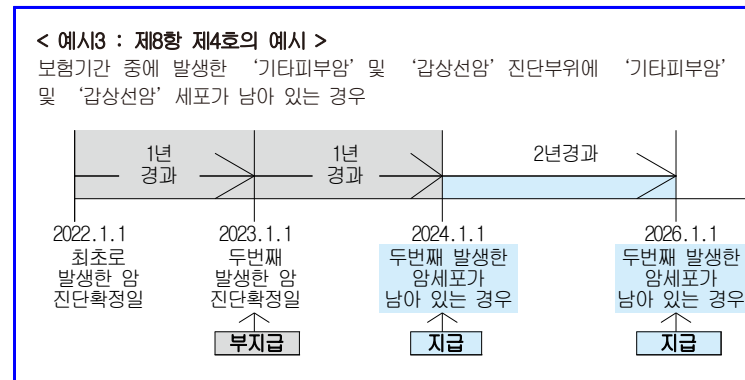 < 예시3 : 제8항 제4호의 예시 >
보험기간 중에 발생한 ‘기타피부암’ 및 ‘갑상선암’ 진단부위에 ‘기타피부암’
및 ‘갑상선암’ 세포가 남아 있는 경우
1년 1년 2년경과
경과 경과
2022.1.1 2023.1.1 2024.1.1 2026.1.1
최초로 두번째 두번째 발생한 두번째 발생한
발생한 암 발생한 암 암세포가 암세포가
진단확정일 진단확정일 남아 있는 경우 남아 있는 경우
부지급 지급 지급